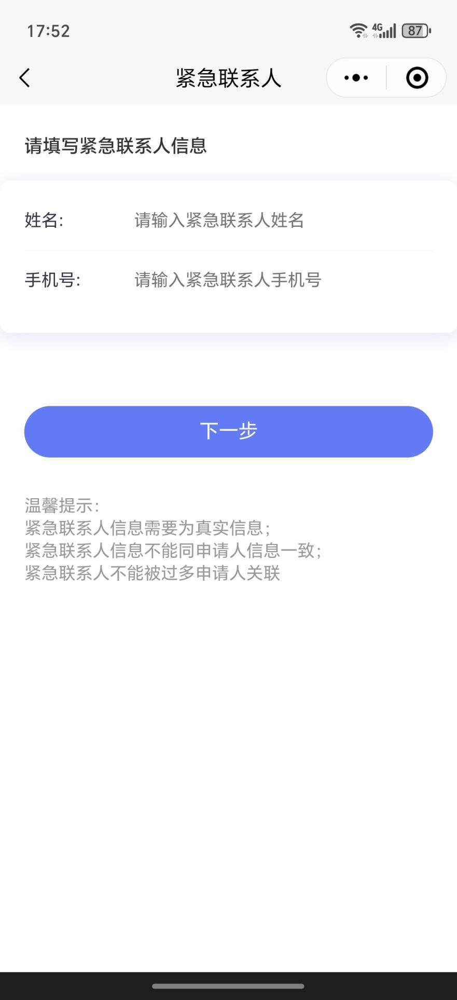 17:52
4G
87
紧急联系人
请填写紧急联系人信息
姓名:
请输入紧急联系人姓名
手机号:
请输入紧急联系人手机号
下一步
温馨提示:
紧急联系人信息需要为真实信息;
紧急联系人信息不能同申请人信息一致;
紧急联系人不能被过多申请人关联